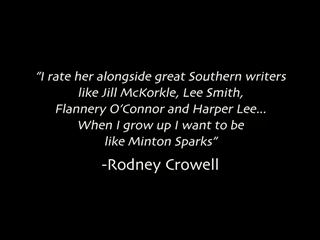 “I rate her alongside great Southern writers
like Jill McKorkle, Lee Smith,
Flannery O’Connor and Harper Lee...
When I grow up I want to be
like Minton Sparks”
-Rodney Crowell